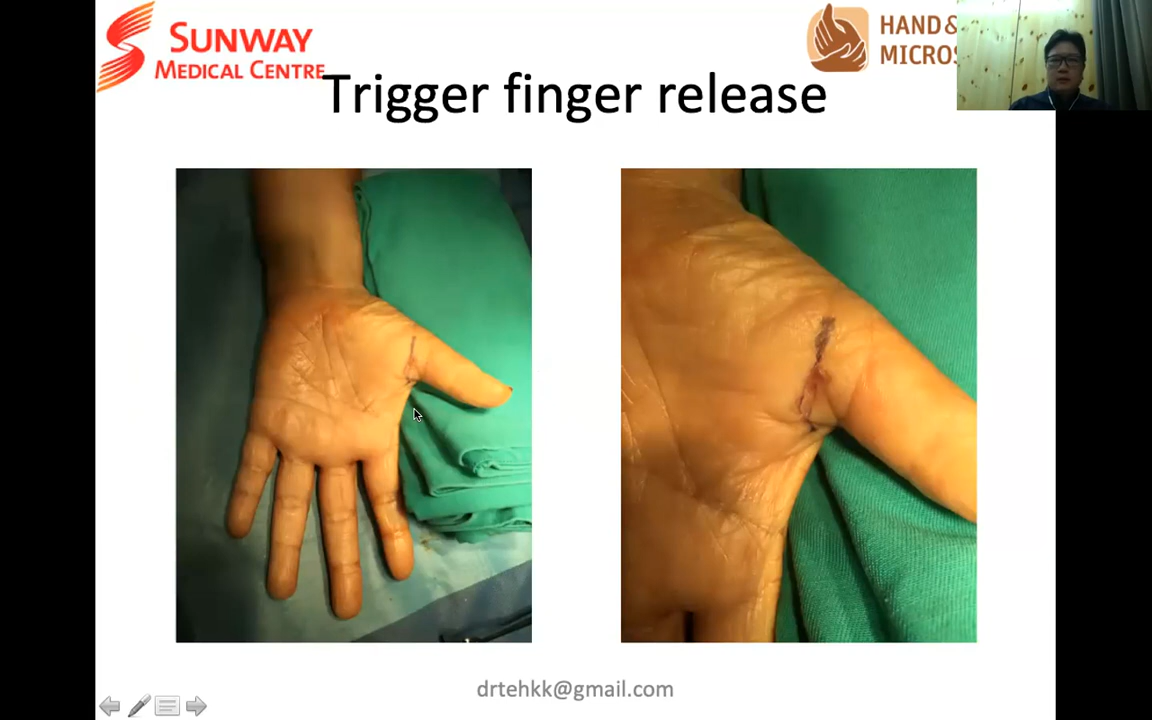 SUNWAY
MEDICAL CENTRE
HAND &
MICROS
Trigger finger release
drtehkk@gmail.com